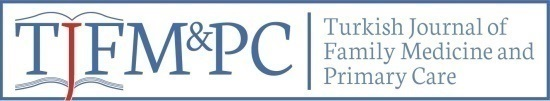 TJFM&PC
Turkish Journal of
Family Medicine and
Primary Care